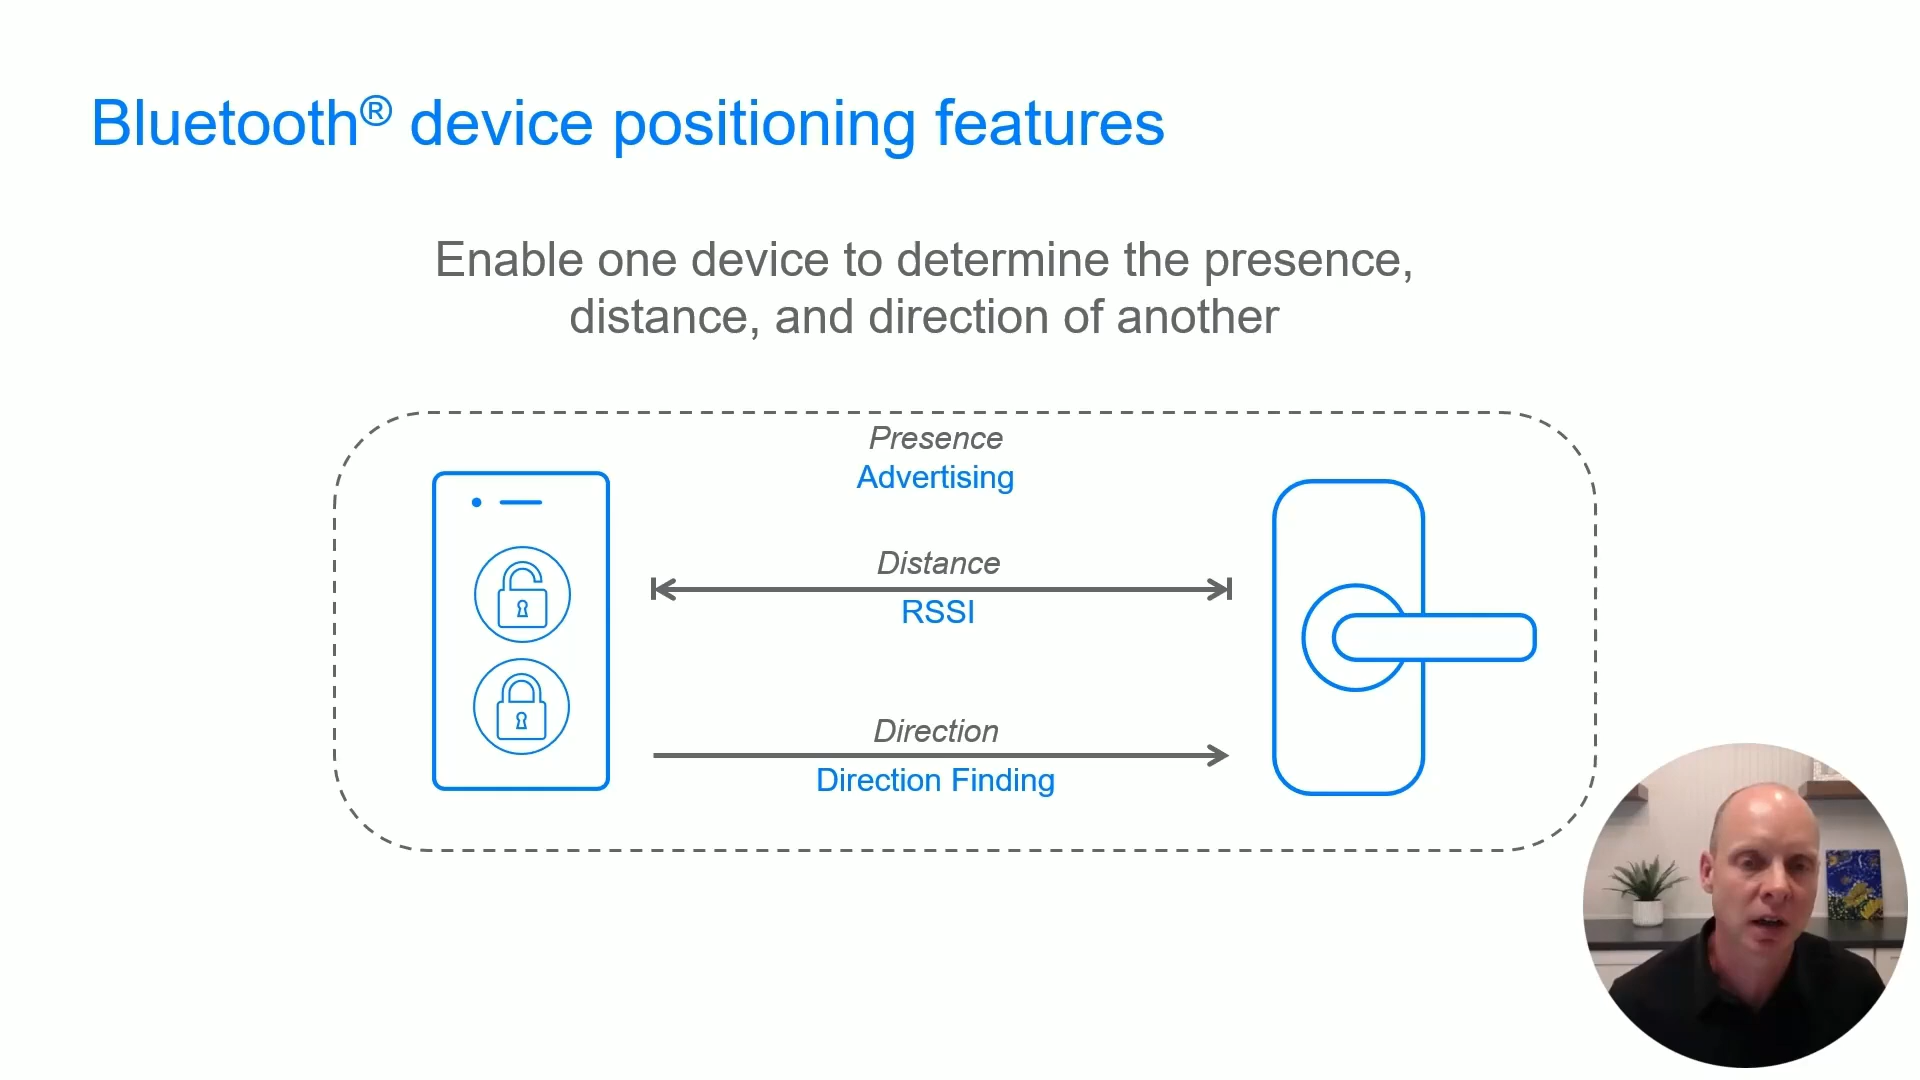 Bluetooth® device positioning features
Enable one device to determine the presence,
distance, and direction of another
Presence
Advertising
Distance
RSSI
Direction
Direction Finding